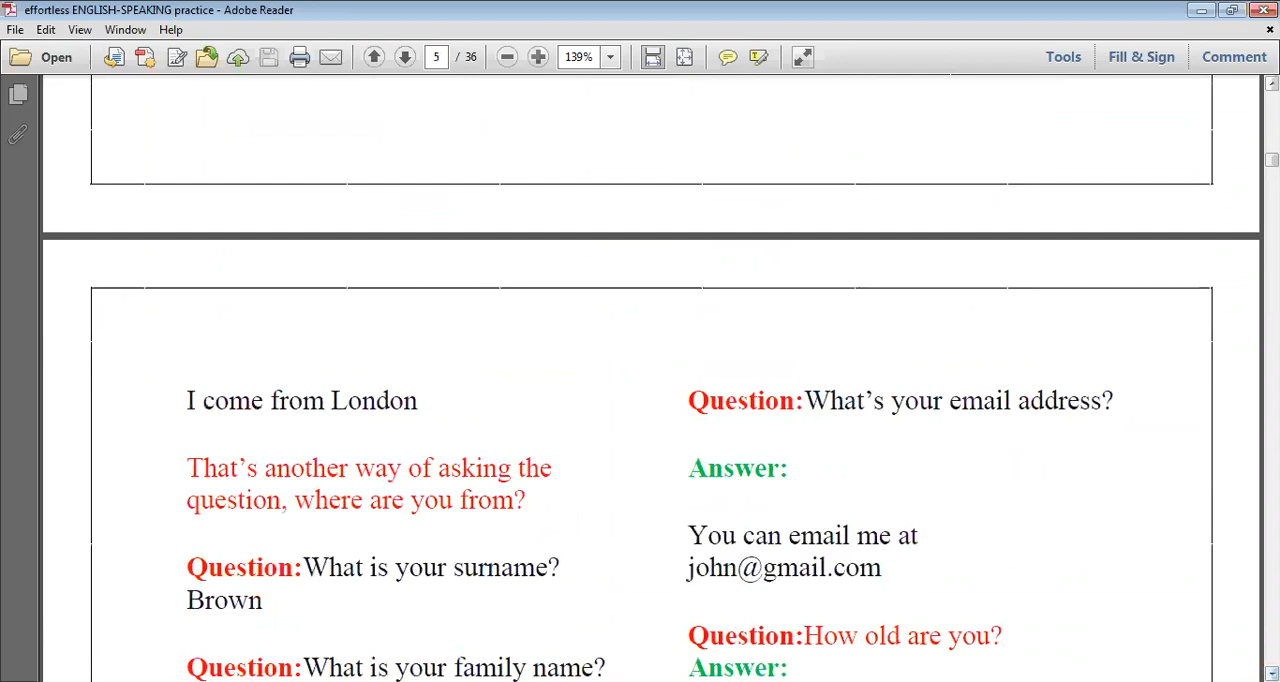 effortless ENGLISH-SPEAKING practice - Adobe Reader
File Edit View Window Help
Open 5 / 36 139% Tools Fill & Sign Comment
I come from London
That's another way of asking the
question, where are you from?
Question:What is your surname?
Brown
Question:What is your family name?
Question:What's your email address?
Answer:
You can email me at
john@gmail.com
Question:How old are you?
Answer: